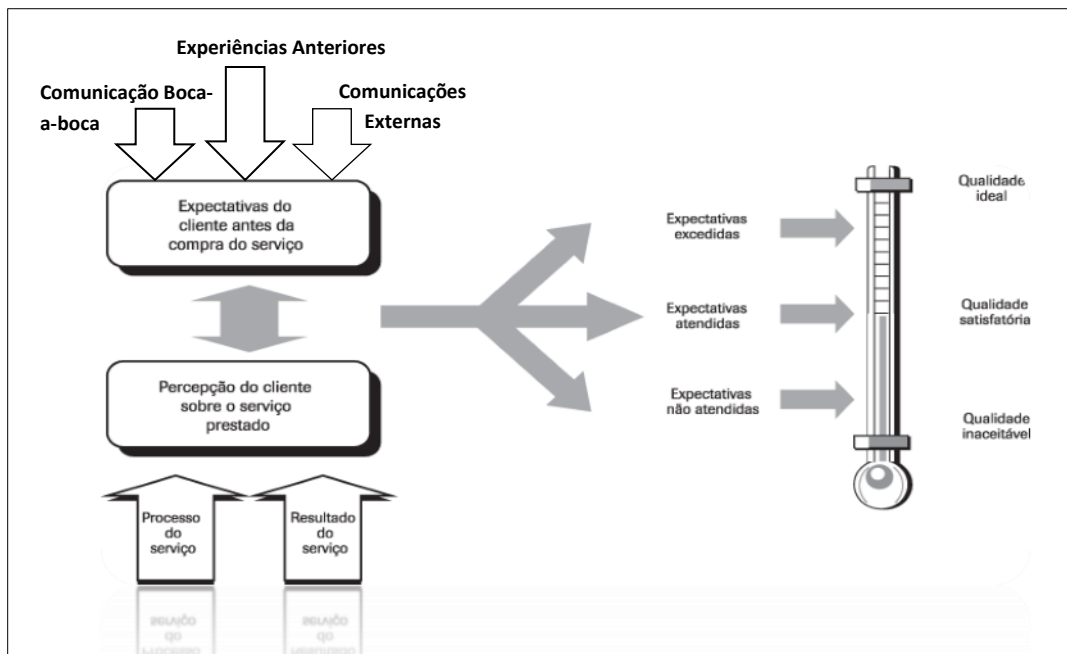 Experiências Anteriores
Comunicação Boca-
a-boca
Comunicações
Externas
Expectativas do
cliente antes da
compra do serviço
Percepção do cliente
sobre o serviço
prestado
Processo
do
serviço
Resultado
do
serviço
Expectativas
excedidas
Expectativas
atendidas
Expectativas
não atendidas
Qualidade
ideal
Qualidade
satisfatória
Qualidade
inaceitável